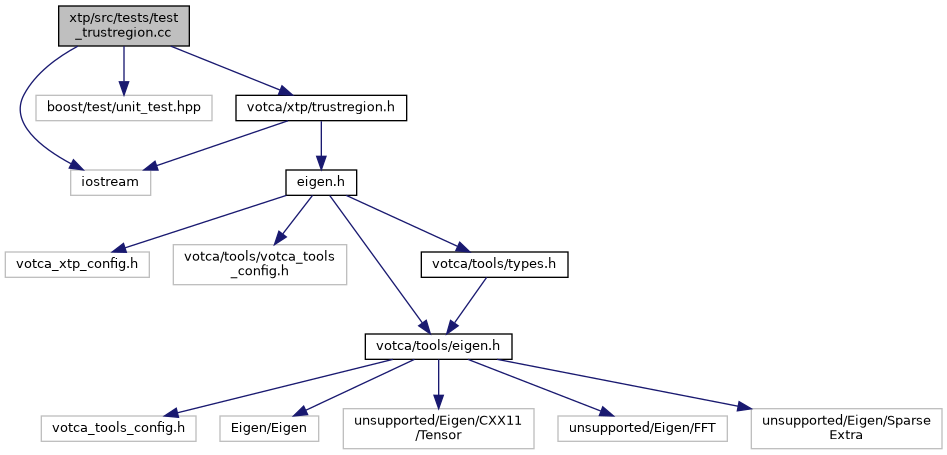 xtp/src/tests/test
_trustregion.cc
boost/test/unit_test.hpp
votca/xtp/trustregion.h
iostream
eigen.h
votca_xtp_config.h
votca/tools/votca_tools
_config.h
votca/tools/types.h
votca/tools/eigen.h
votca_tools_config.h
Eigen/Eigen
unsupported/Eigen/CXX11
/Tensor
unsupported/Eigen/FFT
unsupported/Eigen/Sparse
Extra